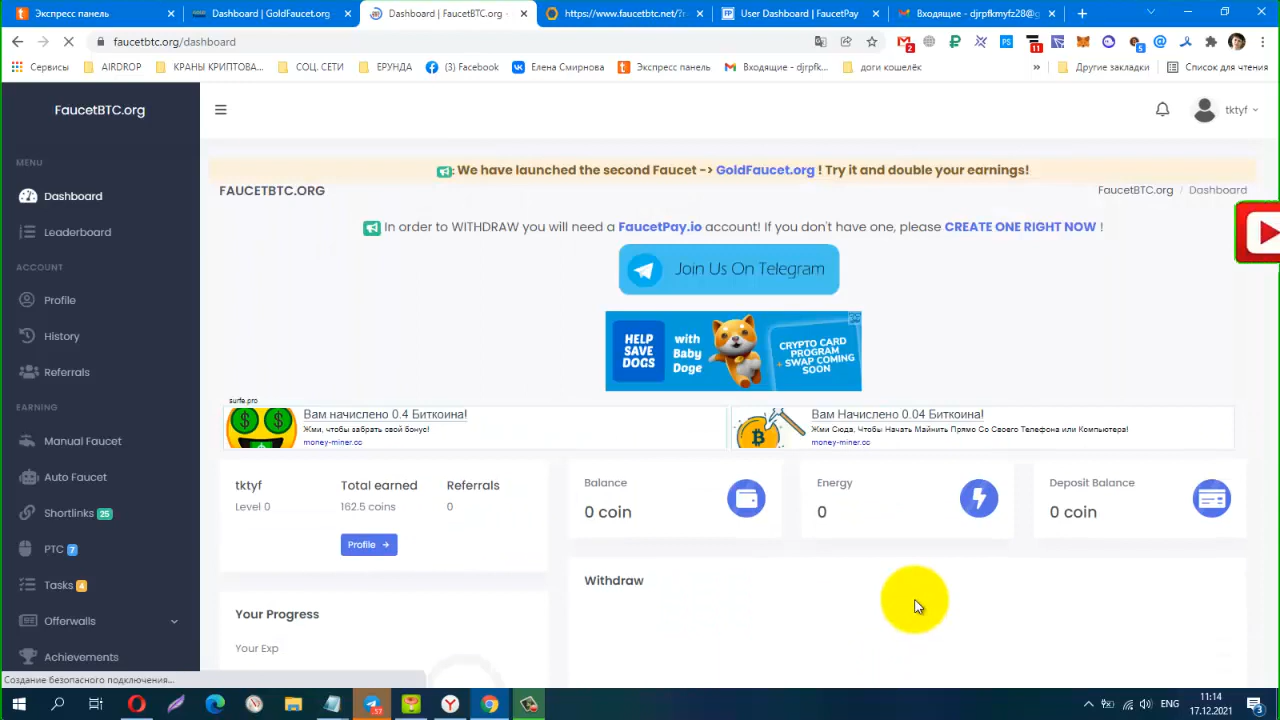 Экспресс панель
Dashboard | GoldFaucet.org
Dashboard | FaucetBTC.org -
https://www.faucetbtc.net/?r
User Dashboard | FaucetPay
Входящие - djrpfkmyfz28@g
faucetbtc.org/dashboard
2
11
5
Сервисы
AIRDROP
КРАНЫ КРИПТОВА...
СОЦ. СЕТИ
ЕРУНДА
(3) Facebook
Елена Смирнова
Экспресс панель
Входящие - djrpfk...
доги кошелёк
»
Другие закладки
Список для чтения
FaucetBTC.org
tktyf
MENU
Dashboard
Leaderboard
ACCOUNT
Profile
History
Referrals
EARNING
Manual Faucet
Auto Faucet
Shortlinks 25
PTC 7
Tasks 4
Offerwalls
Achievements
: We have launched the second Faucet -> GoldFaucet.org ! Try it and double your earnings!
FAUCETBTC.ORG
FaucetBTC.org / Dashboard
In order to WITHDRAW you will need a FaucetPay.io account! If you don't have one, please CREATE ONE RIGHT NOW !
Join Us On Telegram
HELP
SAVE
DOGS
with
Baby
Doge
CRYPTO CARD
PROGRAM
+ SWAP COMING
SOON
surfe.pro
Вам начислено 0.4 Биткоина!
Жми, чтобы забрать свой бонус!
money-miner.cc
Вам Начислено 0.04 Биткоина!
Жми Сюда, Чтобы Начать Майнить Прямо Со Своего Телефона или Компьютера!
money-miner.cc
tktyf
Level 0
Total earned
162.5 coins
Referrals
0
Profile →
Balance
0 coin
Energy
0
Deposit Balance
0 coin
Your Progress
Your Exp
Withdraw
Создание безопасного подключения...
ENG
11:14
17.12.2021
3